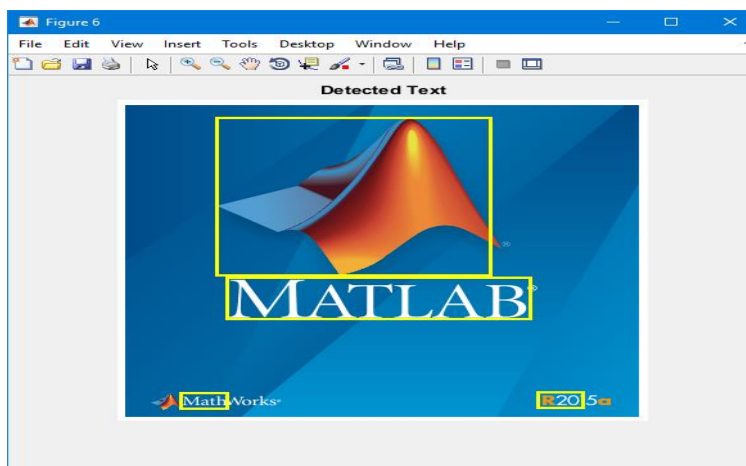 Figure 6
File Edit View Insert Tools Desktop Window Help
Detected Text
®
MATLAB®
MathWorks® R2015a